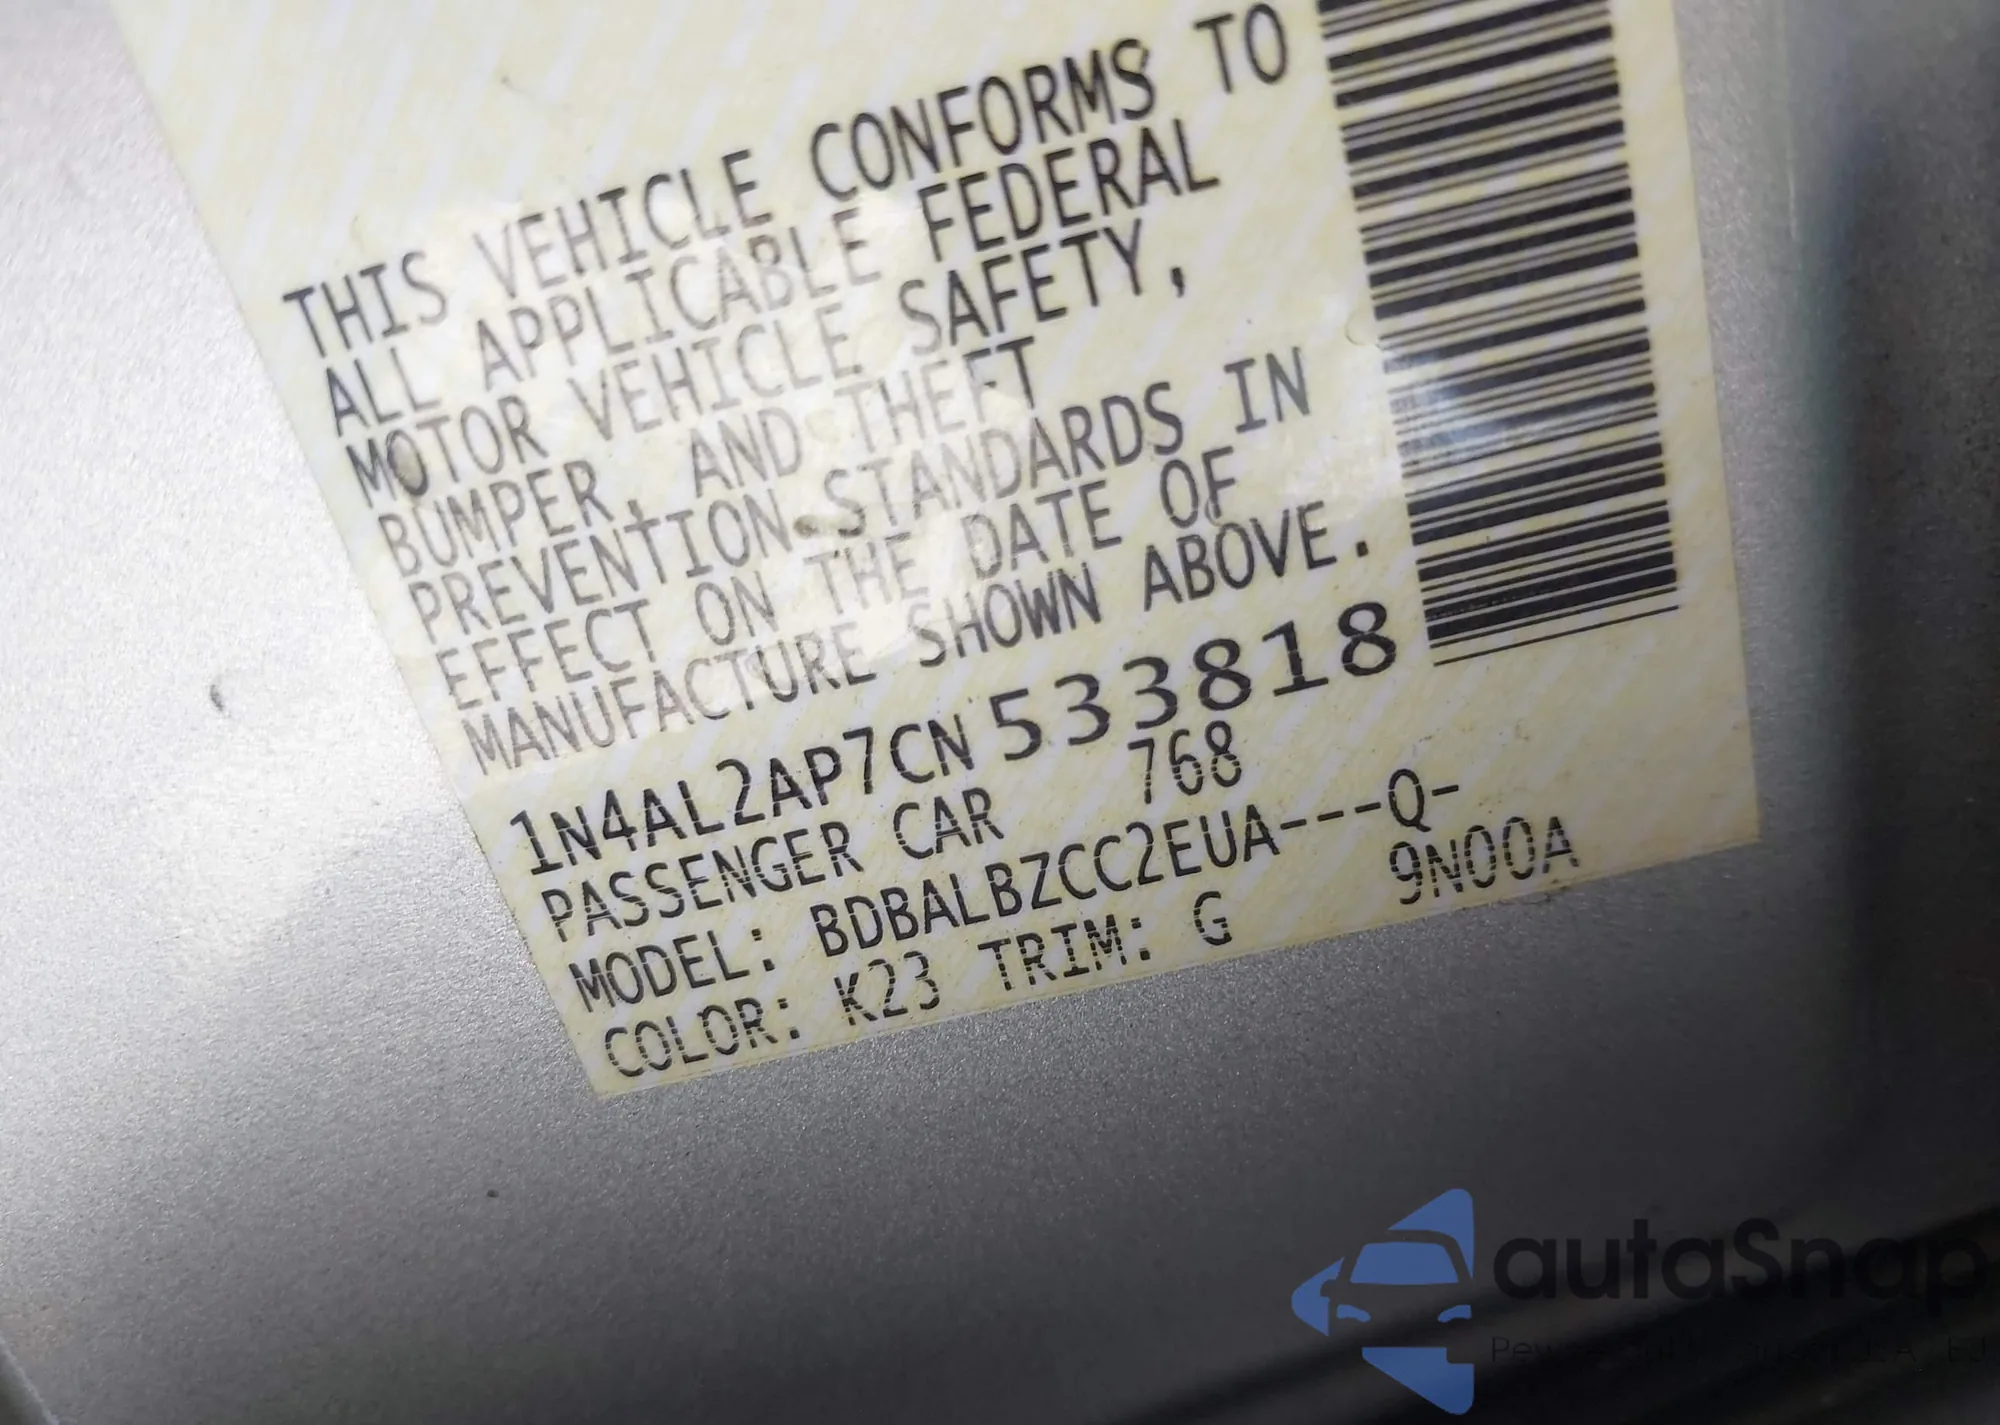 THIS VEHICLE CONFORMS TO
ALL APPLICABLE FEDERAL
MOTOR VEHICLE SAFETY,
BUMPER, AND THEFT
PREVENTION STANDARDS IN
EFFECT ON THE DATE OF
MANUFACTURE SHOWN ABOVE.
1N4AL2AP7CN533818
PASSENGER CAR 768
MODEL: BDBALBZCC2EUA---Q-
COLOR: K23 TRIM: G 9N00A
autaSnap